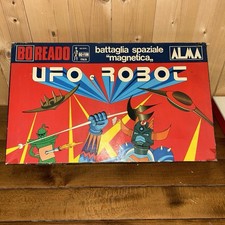 BOREADO
battaglia spaziale
"magnetica"
ALMA
UFO e ROBOT